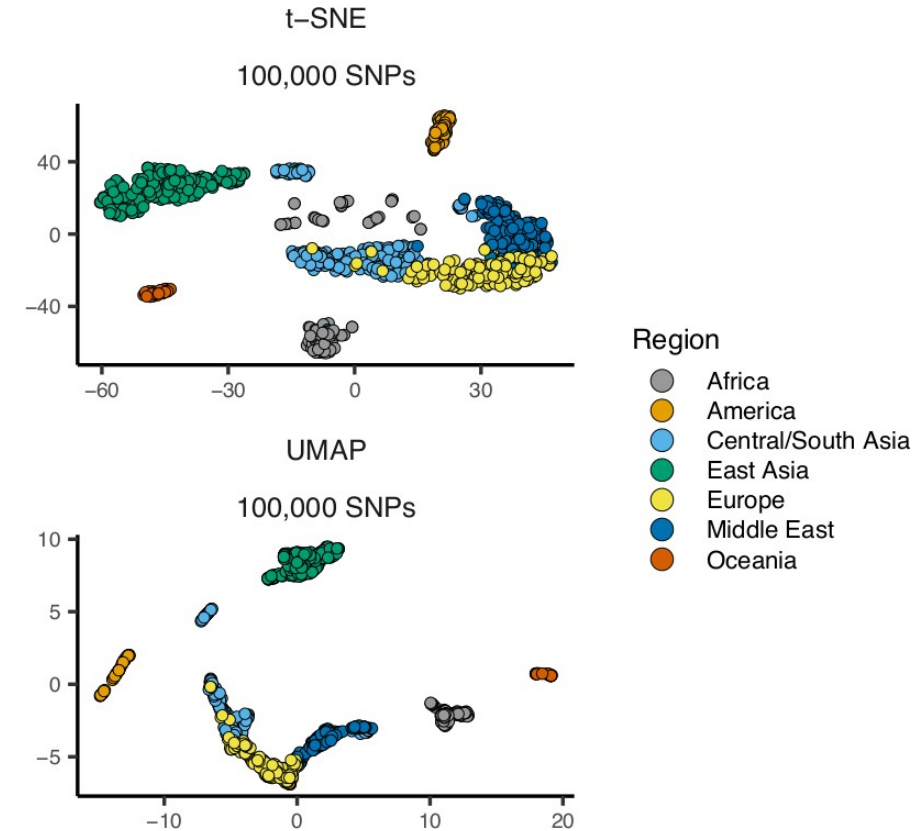 t−SNE
100,000 SNPs
40
0
−40
−60
−30
0
30
UMAP
100,000 SNPs
10
5
0
−5
−10
0
10
20
Region
Africa
America
Central/South Asia
East Asia
Europe
Middle East
Oceania